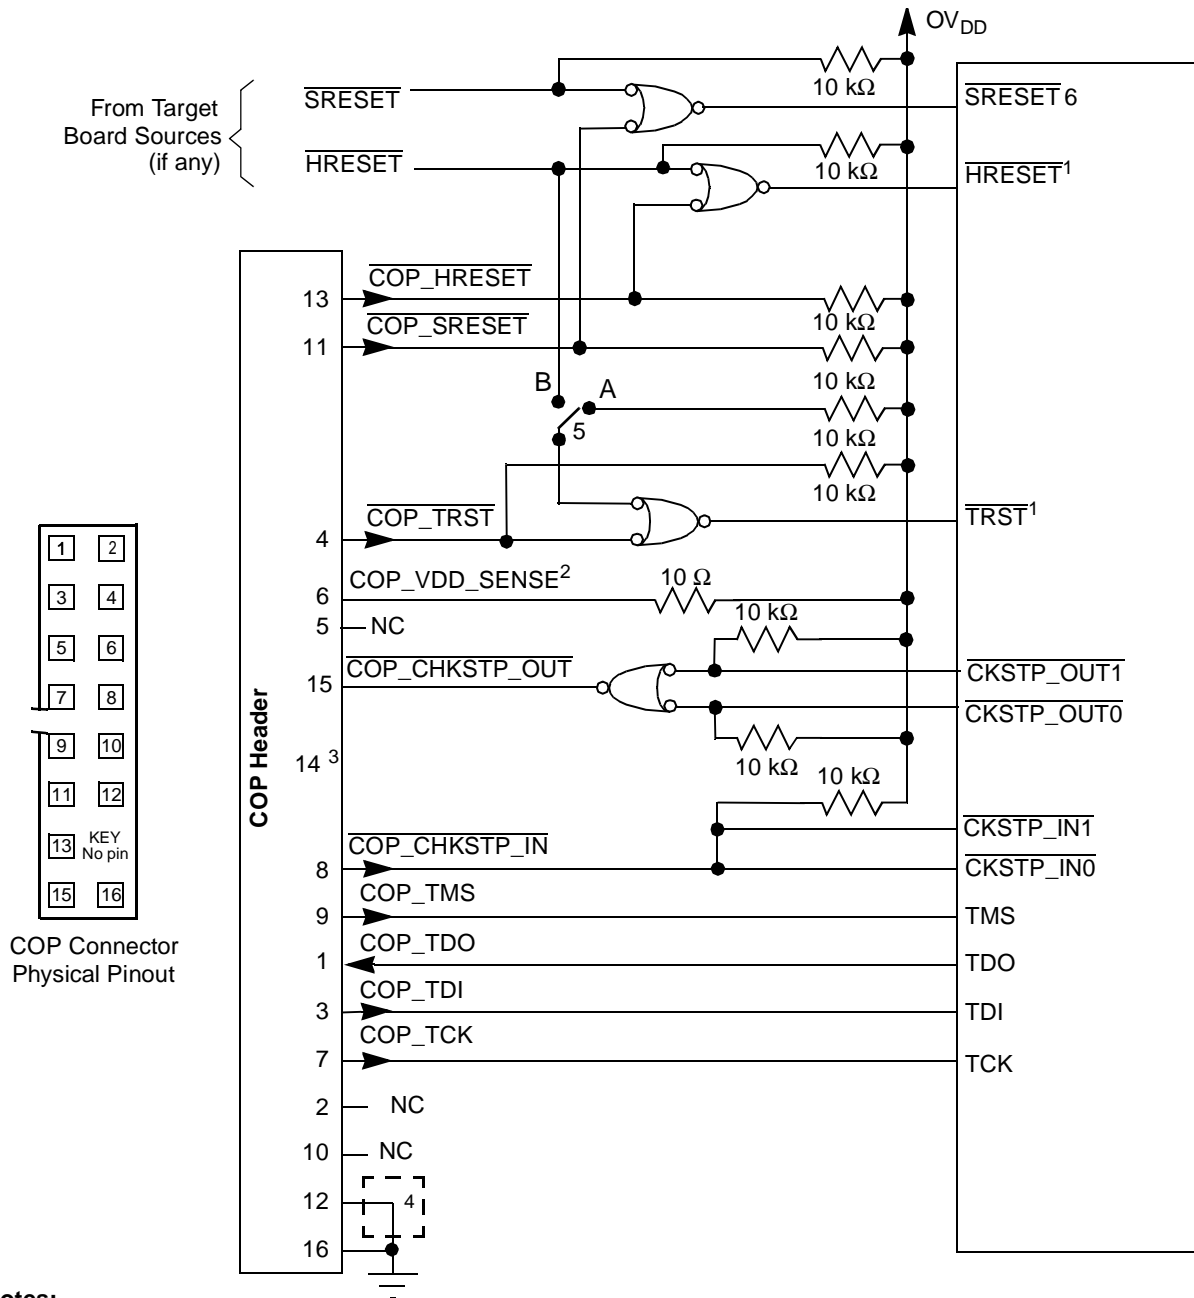 OVDD
10 kΩ
SRESET
SRESET 6
From Target
Board Sources
(if any)
HRESET
10 kΩ
HRESET1
COP_HRESET
13
10 kΩ
COP_SRESET
11
10 kΩ
B
A
5
10 kΩ
10 kΩ
COP_TRST
4
TRST1
COP_VDD_SENSE2
10 Ω
6
10 kΩ
5
NC
COP_CHKSTP_OUT
15
CKSTP_OUT1
CKSTP_OUT0
10 kΩ
14 3
COP Header
10 kΩ
CKSTP_IN1
COP_CHKSTP_IN
8
CKSTP_IN0
COP_TMS
9
TMS
COP_TDO
1
TDO
COP_TDI
3
TDI
COP_TCK
7
TCK
2
NC
10
NC
12
4
16
1 2
3 4
5 6
7 8
9 10
11 12
13 KEY
No pin
15 16
COP Connector
Physical Pinout